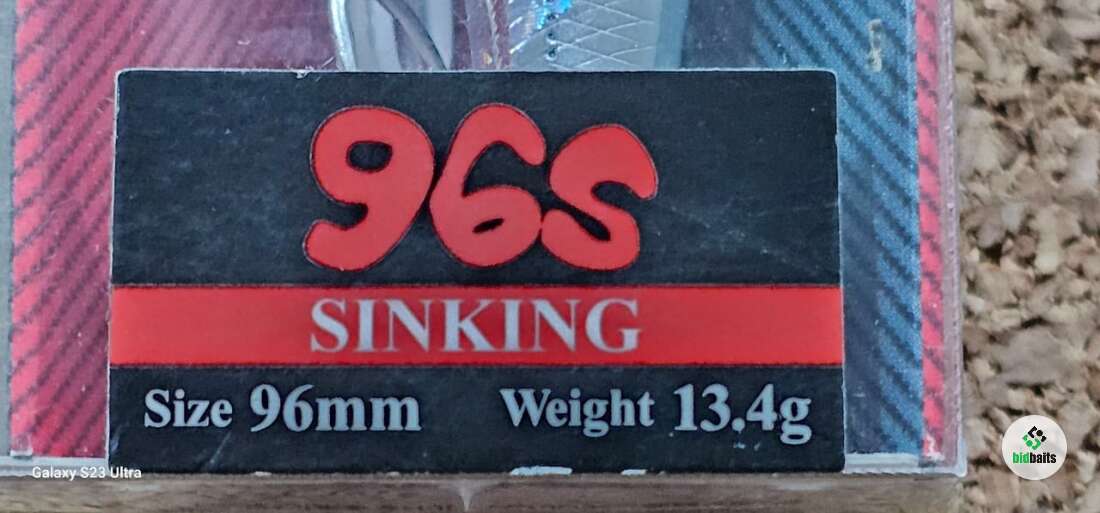 96S
SINKING
Size 96mm Weight 13.4g
Galaxy S23 Ultra
bidbaits